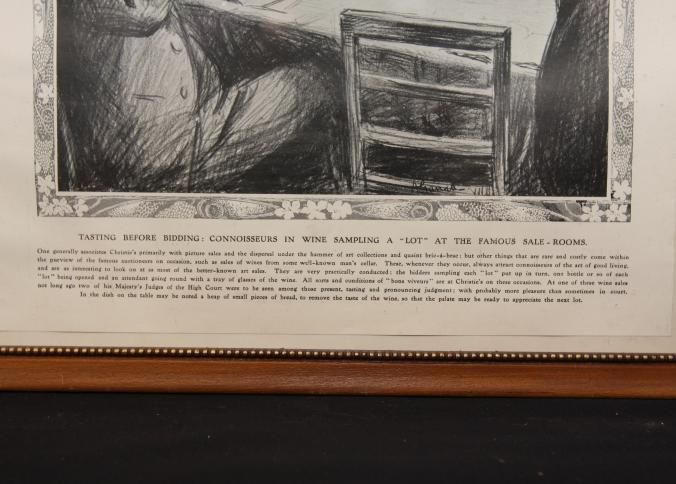 TASTING BEFORE BIDDING: CONNOISSEURS IN WINE SAMPLING A "LOT" AT THE FAMOUS SALE-ROOMS.
One generally associates Christie's primarily with picture sales and the dispersal under the hammer of art collections and quaint bric-à-brac: but other things that are rare and costly come within
the purview of the famous auctioneers on occasion, such as sales of wines from some well-known man's cellar. These, whenever they occur, always attract connoisseurs of the art of good living,
and are as interesting to look on at as most of the better-known art sales. They are very practically conducted; the bidders sampling each "lot" put up in turn, one bottle or so of each
"lot" being opened and an attendant going round with a tray of glasses of the wine. All sorts and conditions of "bons viveurs" are at Christie's on these occasions. At one of these wine sales
not long ago two of his Majesty's Judges of the High Court were to be seen among those present, tasting and pronouncing judgment; with probably more pleasure than sometimes in court.
In the dish on the table may be noted a heap of small pieces of bread, to remove the taste of the wine, so that the palate may be ready to appreciate the next lot.